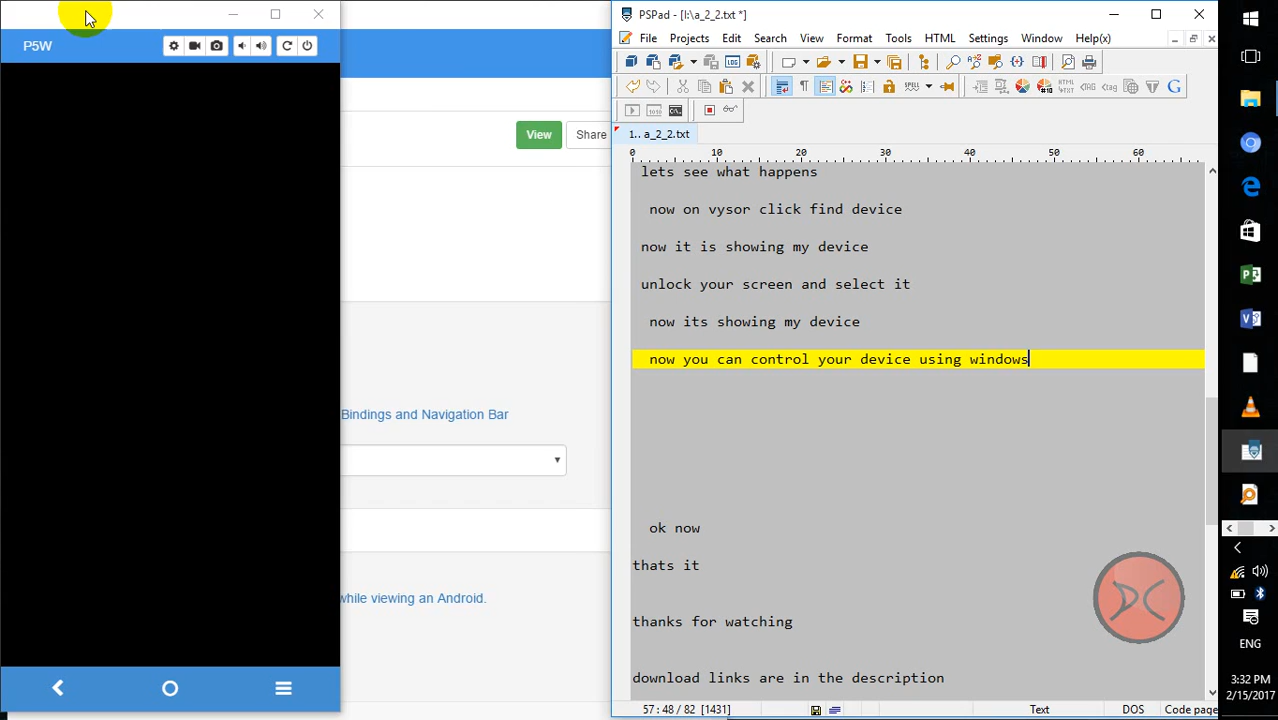 P5W
View
Share
Bindings and Navigation Bar
while viewing an Android.
PSPad - [I:\a_2_2.txt *]
File Projects Edit View Format Tools HTML Settings Window Help(x)
LOG
1.. a_2_2.txt
0 10 20 30 40 50 60
lets see what happens
now on vysor click find device
now it is showing my device
unlock your screen and select it
now its showing my device
now you can control your device using windows
ok now
thats it
thanks for watching
download links are in the description
57 : 48 / 82 [1431] Text DOS Code page
ENG
3:32 PM
2/15/2017